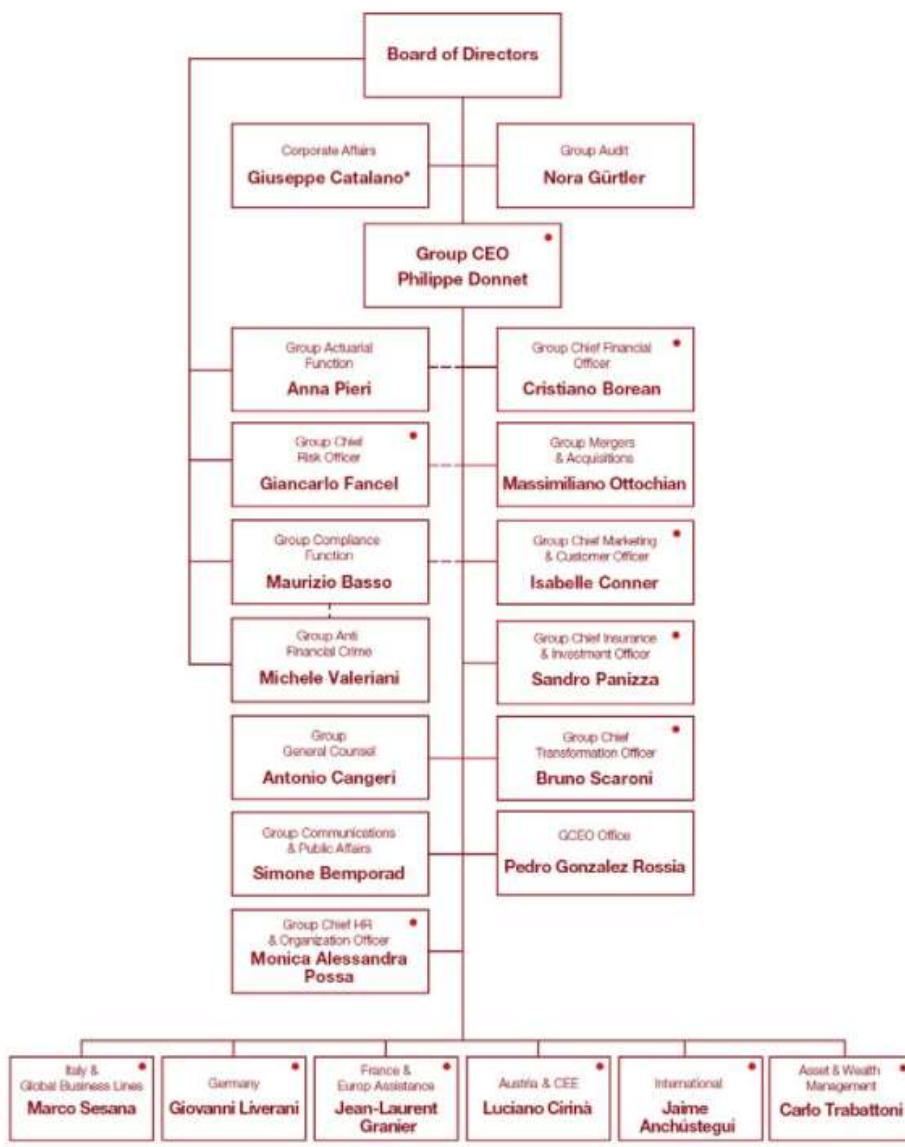 Board of Directors
Corporate Affairs
Giuseppe Catalano*
Group Audit
Nora Gürtler
Group CEO
Philippe Donnet
Group Actuarial
Function
Anna Pieri
Group Chief Financial
Officer
Cristiano Borean
Group Chief
Risk Officer
Giancarlo Fancel
Group Mergers
& Acquisitions
Massimiliano Ottochian
Group Compliance
Function
Maurizio Basso
Group Chief Marketing
& Customer Officer
Isabelle Conner
Group Anti
Financial Crime
Michele Valeriani
Group Chief Insurance
& Investment Officer
Sandro Panizza
Group
General Counsel
Antonio Cangeri
Group Chief
Transformation Officer
Bruno Scaroni
Group Communications
& Public Affairs
Simone Bemporad
GCEO Office
Pedro Gonzalez Rossia
Group Chief HR
& Organization Officer
Monica Alessandra
Possa
Italy &
Global Business Lines
Marco Sesana
Germany
Giovanni Liverani
France &
Europ Assistance
Jean-Laurent
Granier
Austria & CEE
Luciano Cirinà
International
Jaime
Anchústegui
Asset & Wealth
Management
Carlo Trabattoni